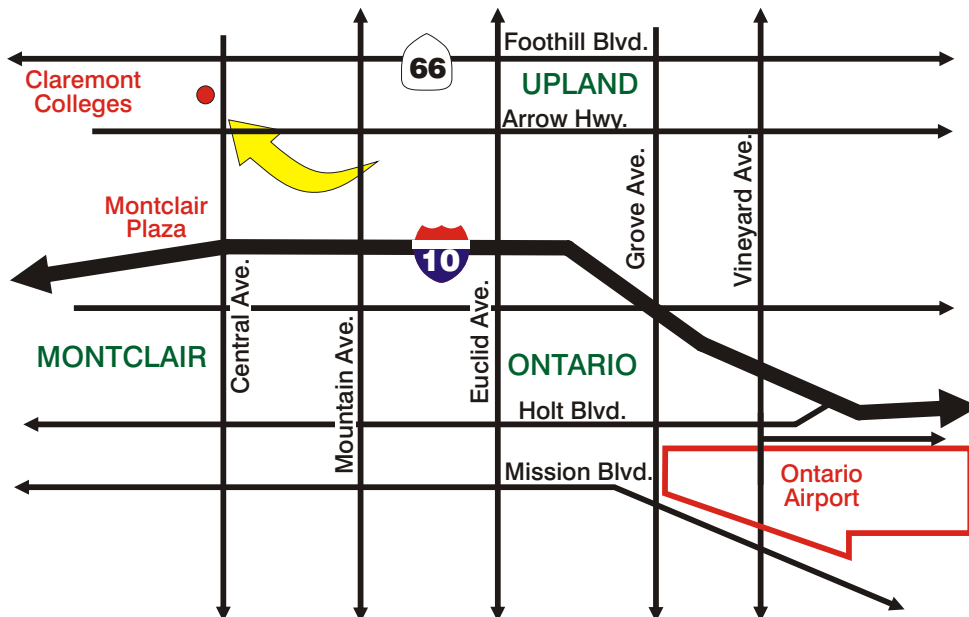 Foothill Blvd.
66
Claremont
Colleges
UPLAND
Arrow Hwy.
Montclair
Plaza
Grove Ave.
Vineyard Ave.
10
Central Ave.
Mountain Ave.
Euclid Ave.
MONTCLAIR
ONTARIO
Holt Blvd.
Mission Blvd.
Ontario
Airport